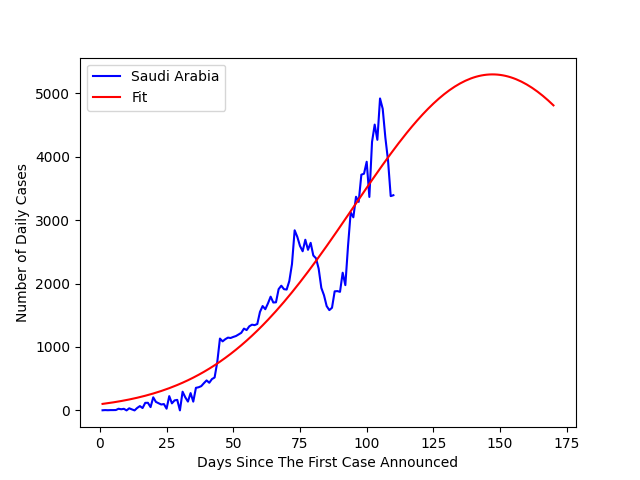 Saudi Arabia
Fit
5000
4000
3000
2000
1000
0
Number of Daily Cases
0 25 50 75 100 125 150 175
Days Since The First Case Announced